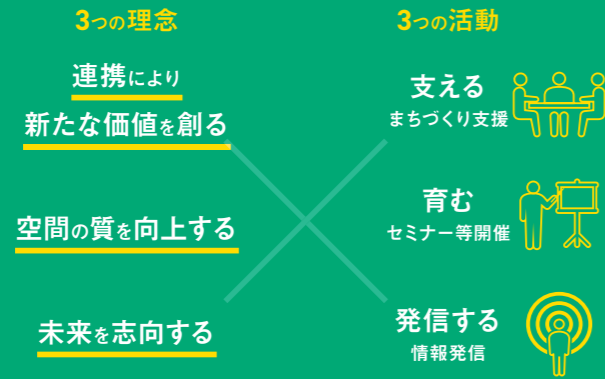 3つの理念
連携により
新たな価値を創る
空間の質を向上する
未来を志向する
3つの活動
支える
まちづくり支援
育む
セミナー等開催
発信する
情報発信